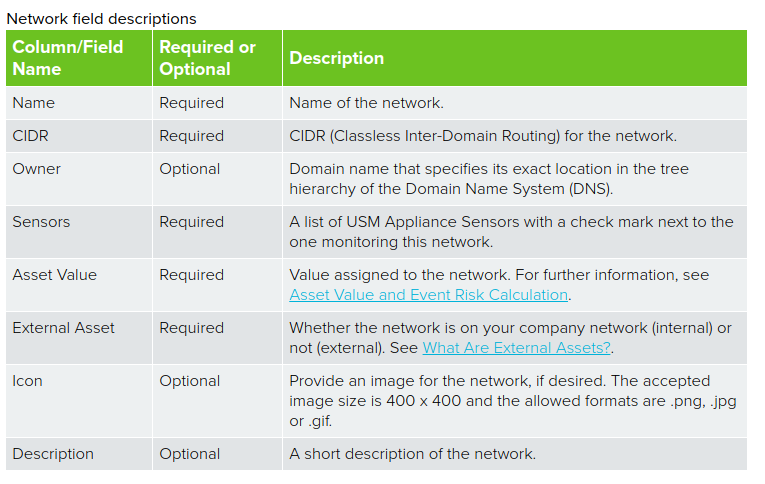 Network field descriptions
Column/Field Required or Description
Name Optional
Name Required Name of the network.
CIDR Required CIDR (Classless Inter-Domain Routing) for the network.
Owner Optional Domain name that specifies its exact location in the tree
hierarchy of the Domain Name System (DNS).
Sensors Required A list of USM Appliance Sensors with a check mark next to the
one monitoring this network.
Asset Value Required Value assigned to the network. For further information, see
Asset Value and Event Risk Calculation.
External Asset Required Whether the network is on your company network (internal) or
not (external). See What Are External Assets?.
Icon Optional Provide an image for the network, if desired. The accepted
image size is 400 x 400 and the allowed formats are .png, .jpg
or .gif.
Description Optional A short description of the network.